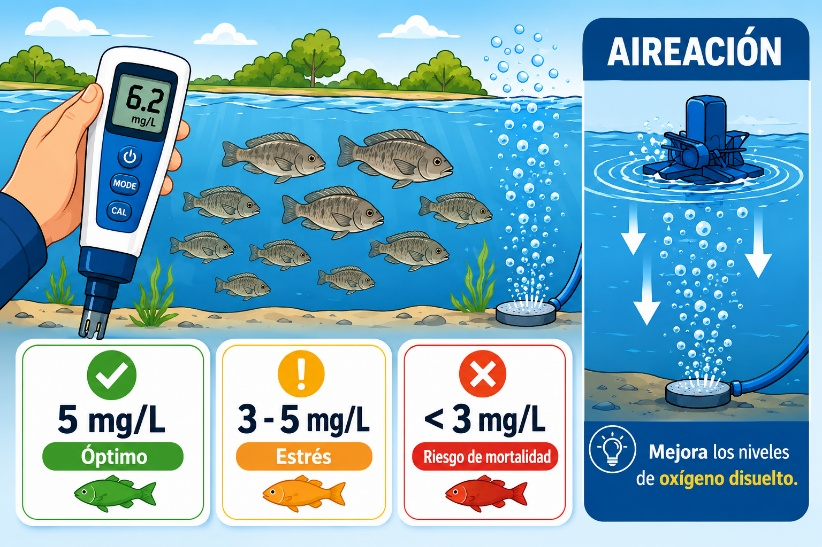 6.2
mg/L
MODE
CAL
AIREACIÓN
5 mg/L
Óptimo
3 - 5 mg/L
Estrés
< 3 mg/L
Riesgo de mortalidad
Mejora los niveles
de oxígeno disuelto.